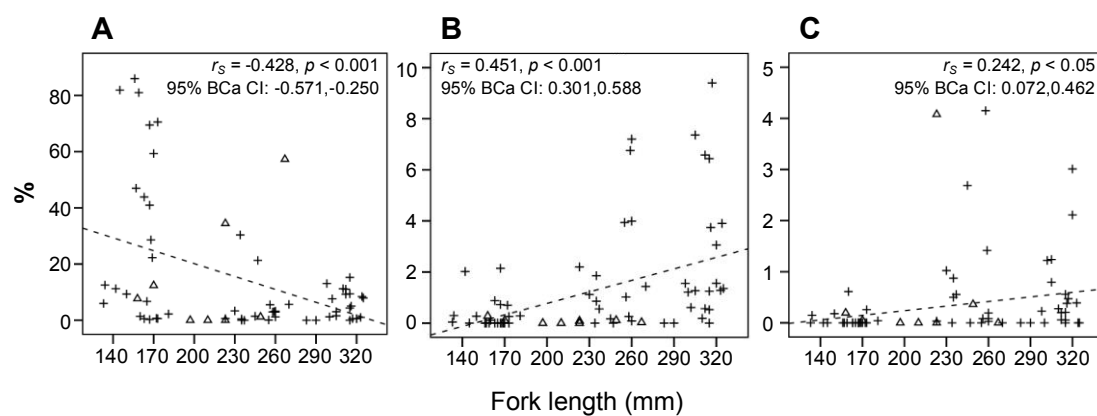 A
B
C
rS = -0.428, p < 0.001
95% BCa CI: -0.571,-0.250
rS = 0.451, p < 0.001
95% BCa CI: 0.301,0.588
rS = 0.242, p < 0.05
95% BCa CI: 0.072,0.462
%
80
60
40
20
0
10
8
6
4
2
0
5
4
3
2
1
0
140 170 200 230 260 290 320
140 170 200 230 260 290 320
140 170 200 230 260 290 320
Fork length (mm)